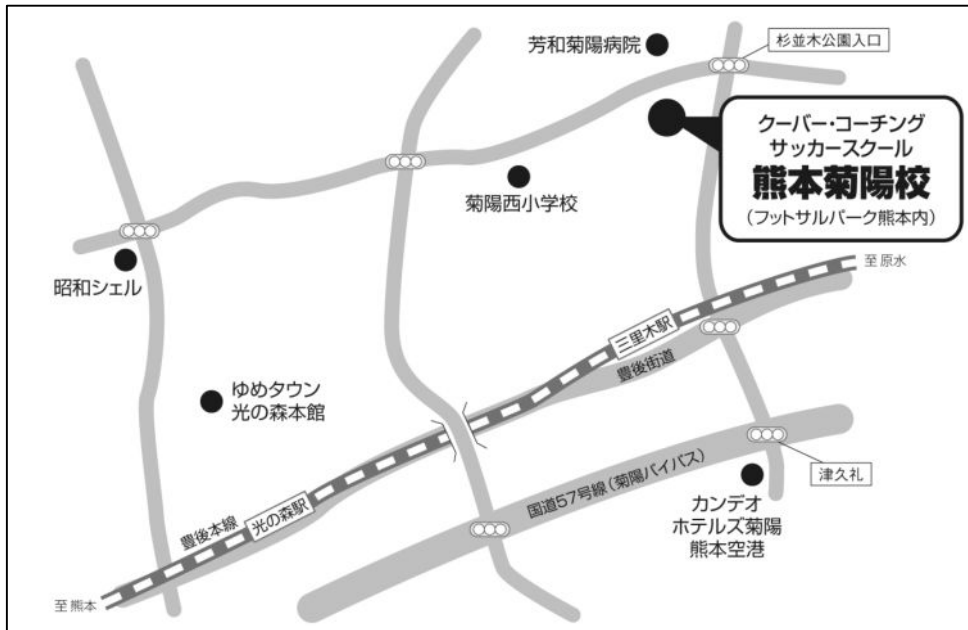 芳和菊陽病院
杉並木公園入口
クーバー・コーチング
サッカースクール
熊本菊陽校
(フットサルパーク熊本内)
菊陽西小学校
昭和シェル
至原水
三里木駅
豊後街道
ゆめタウン
光の森本館
国道57号線(菊陽バイパス)
津久礼
カンデオ
ホテルズ菊陽
熊本空港
豊後本線
光の森駅
至熊本